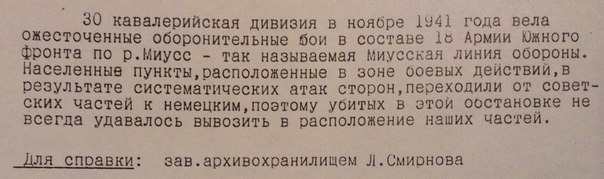 30 кавалерийская дивизия в ноябре 1941 года вела
ожесточенные оборонительные бои в составе 18 Армии Южного
фронта по р.Миусс - так называемая Миусская линия обороны.
Населенные пункты,расположенные в зоне боевых действий,в
результате систематических атак сторон,переходили от совет-
ских частей к немецким,поэтому убитых в этой обстановке не
всегда удавалось вывозить в расположение наших частей.
Для справки: зав.архивохранилищем Л.Смирнова